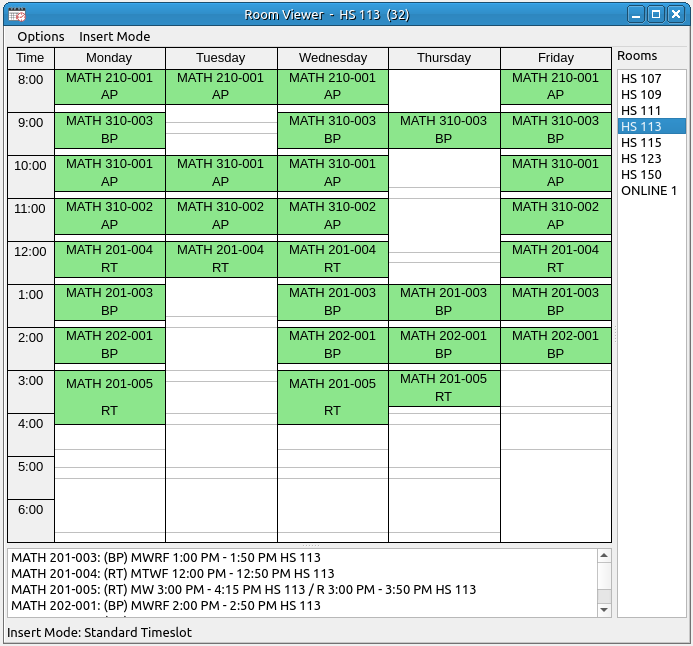 Room Viewer - HS 113 (32)
Options Insert Mode
Time Monday Tuesday Wednesday Thursday Friday Rooms
8:00 MATH 210-001 MATH 210-001 MATH 210-001 MATH 210-001 HS 107
AP AP AP AP HS 109
HS 111
9:00 MATH 310-003 MATH 310-003 MATH 310-003 MATH 310-003 HS 113
BP BP BP BP HS 115
10:00 MATH 310-001 MATH 310-001 MATH 310-001 MATH 310-001 HS 123
AP AP AP AP HS 150
ONLINE 1
11:00 MATH 310-002 MATH 310-002 MATH 310-002 MATH 310-002
AP AP AP AP
12:00 MATH 201-004 MATH 201-004 MATH 201-004 MATH 201-004
RT RT RT RT
1:00 MATH 201-003 MATH 201-003 MATH 201-003 MATH 201-003
BP BP BP BP
2:00 MATH 202-001 MATH 202-001 MATH 202-001 MATH 202-001
BP BP BP BP
3:00 MATH 201-005 MATH 201-005 MATH 201-005
RT RT RT
4:00
5:00
6:00
MATH 201-003: (BP) MWRF 1:00 PM - 1:50 PM HS 113
MATH 201-004: (RT) MTWF 12:00 PM - 12:50 PM HS 113
MATH 201-005: (RT) MW 3:00 PM - 4:15 PM HS 113 / R 3:00 PM - 3:50 PM HS 113
MATH 202-001: (BP) MWRF 2:00 PM - 2:50 PM HS 113
Insert Mode: Standard Timeslot